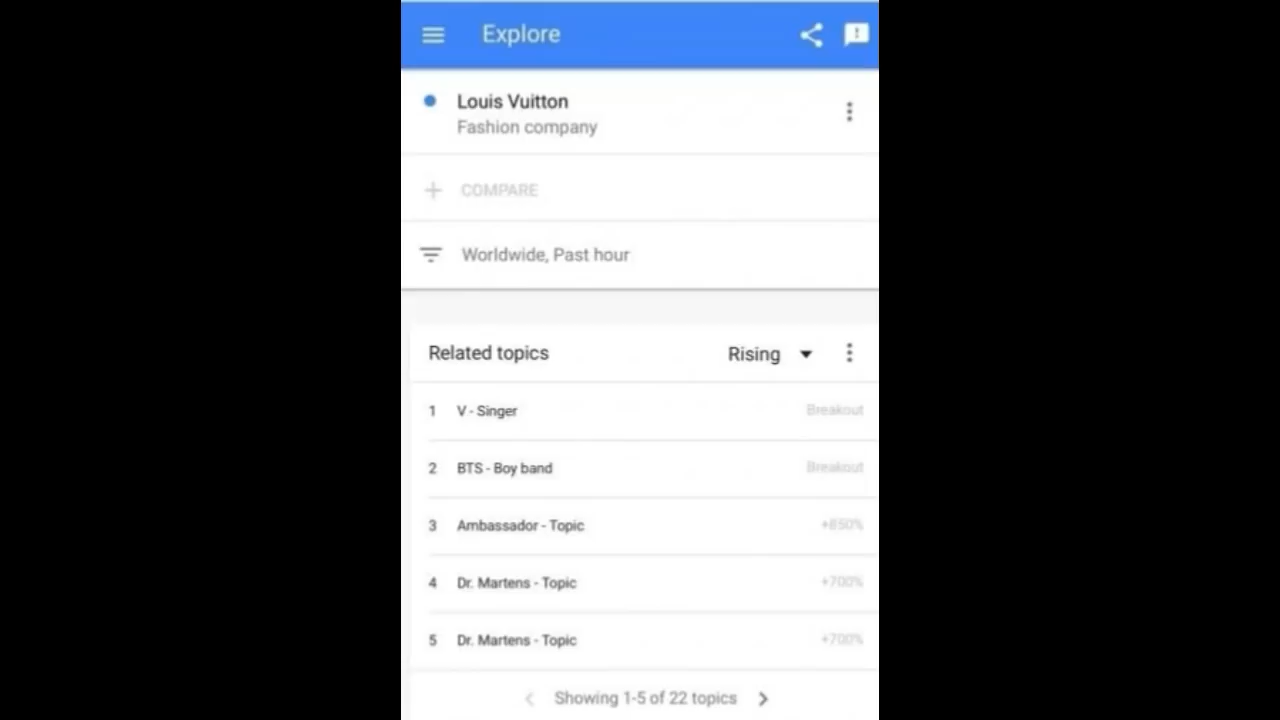 Explore
Louis Vuitton
Fashion company
COMPARE
Worldwide, Past hour
Related topics Rising
1 V - Singer Breakout
2 BTS - Boy band Breakout
3 Ambassador - Topic +850%
4 Dr. Martens - Topic +700%
5 Dr. Martens - Topic +700%
Showing 1-5 of 22 topics